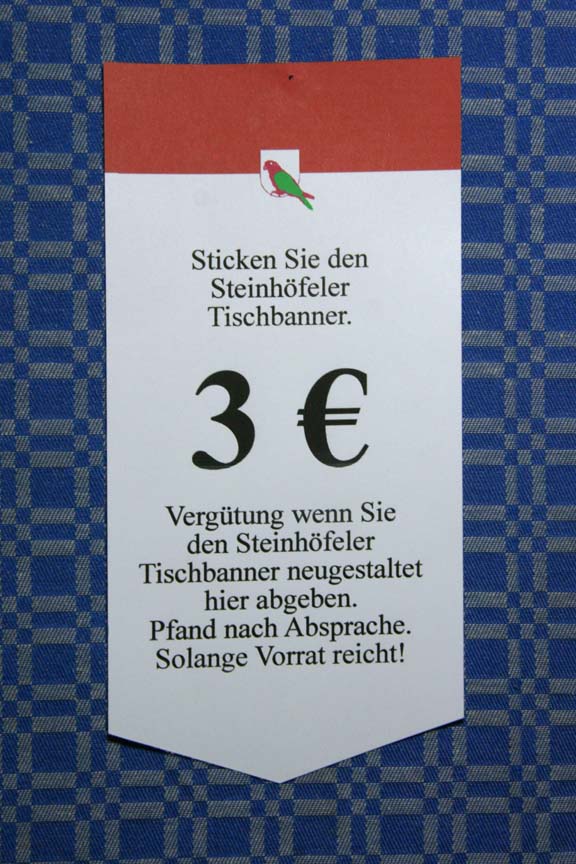 Sticken Sie den
Steinhöfeler
Tischbanner.
3 €
Vergütung wenn Sie
den Steinhöfeler
Tischbanner neugestaltet
hier abgeben.
Pfand nach Absprache.
Solange Vorrat reicht!